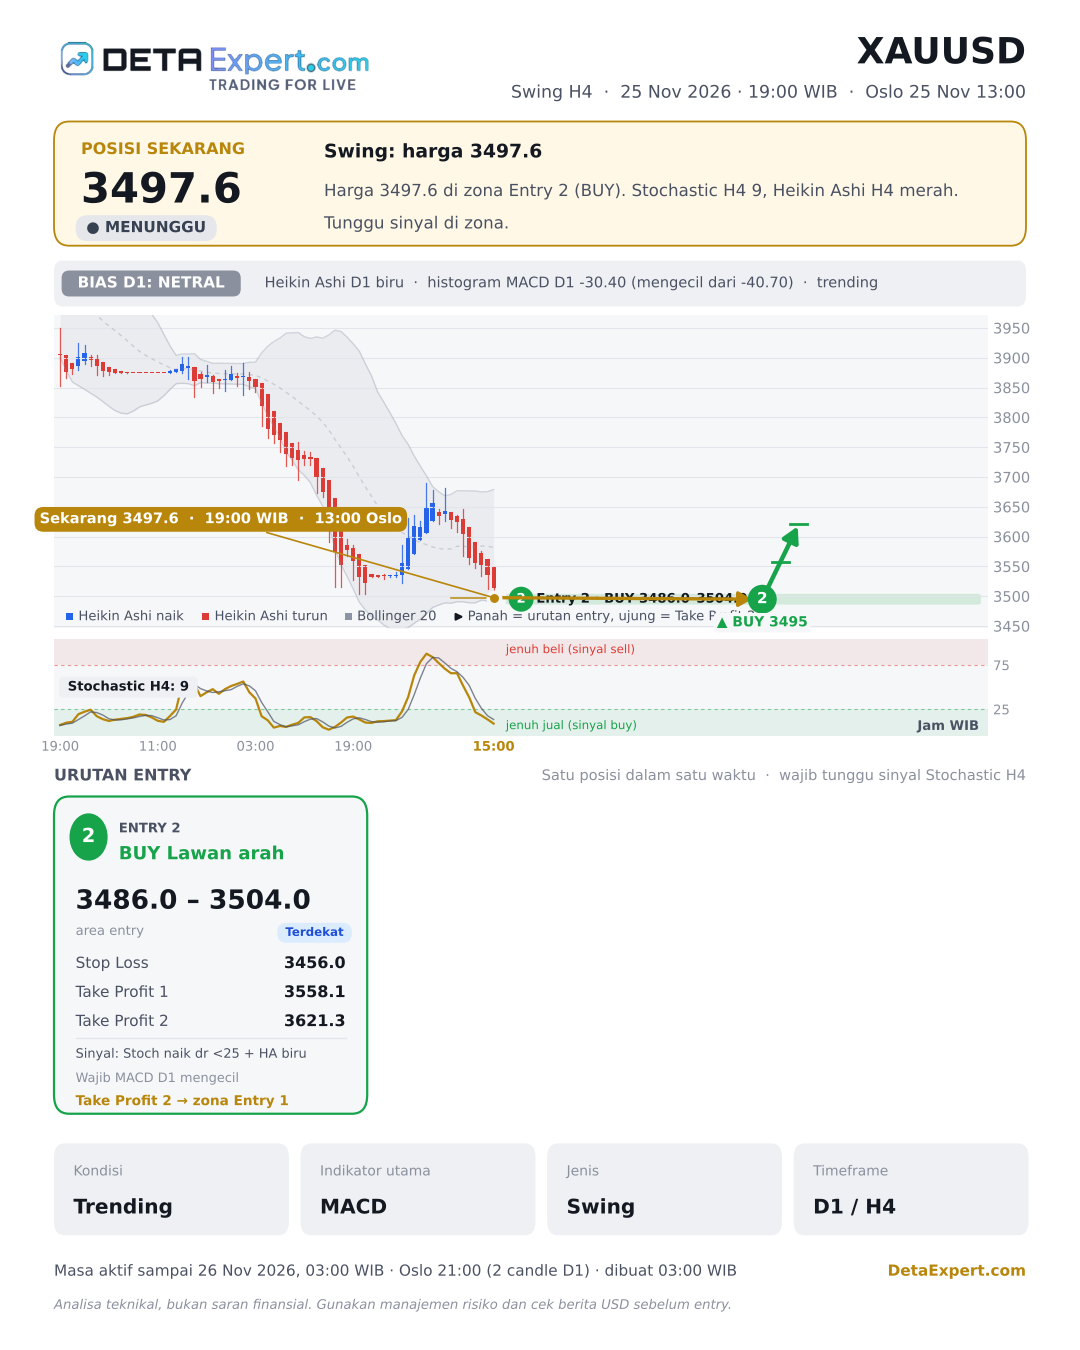 DETA Expert.com
TRADING FOR LIVE
XAUUSD
Swing H4 · 25 Nov 2026 · 19:00 WIB · Oslo 25 Nov 13:00
POSISI SEKARANG
3497.6
● MENUNGGU
Swing: harga 3497.6
Harga 3497.6 di zona Entry 2 (BUY). Stochastic H4 9, Heikin Ashi H4 merah.
Tunggu sinyal di zona.
BIAS D1: NETRAL
Heikin Ashi D1 biru · histogram MACD D1 -30.40 (mengecil dari -40.70) · trending
3950
3900
3850
3800
3750
3700
3650
3600
3550
3500
3450
Sekarang 3497.6 · 19:00 WIB · 13:00 Oslo
2 Entry 2 BUY 3486.0-3504.
2
▲ BUY 3495
Heikin Ashi naik
Heikin Ashi turun
Bollinger 20
Panah = urutan entry, ujung = Take
jenuh beli (sinyal sell)
75
Stochastic H4: 9
25
jenuh jual (sinyal buy)
Jam WIB
19:00 11:00 03:00 19:00 15:00
URUTAN ENTRY
Satu posisi dalam satu waktu · wajib tunggu sinyal Stochastic H4
2
ENTRY 2
BUY Lawan arah
3486.0 – 3504.0
area entry
Terdekat
Stop Loss 3456.0
Take Profit 1 3558.1
Take Profit 2 3621.3
Sinyal: Stoch naik dr <25 + HA biru
Wajib MACD D1 mengecil
Take Profit 2 → zona Entry 1
Kondisi
Trending
Indikator utama
MACD
Jenis
Swing
Timeframe
D1 / H4
Masa aktif sampai 26 Nov 2026, 03:00 WIB · Oslo 21:00 (2 candle D1) · dibuat 03:00 WIB
DetaExpert.com
Analisa teknikal, bukan saran finansial. Gunakan manajemen risiko dan cek berita USD sebelum entry.